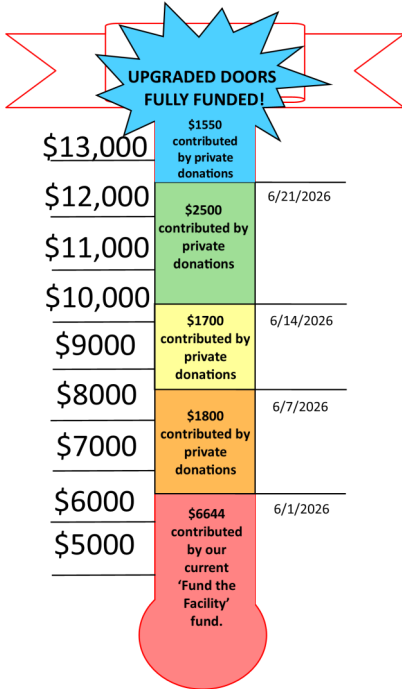 UPGRADED DOORS
FULLY FUNDED!
$1550
contributed
by private
donations
$13,000
$12,000
6/21/2026
$2500
contributed by
private
donations
$11,000
$10,000
6/14/2026
$1700
contributed by
private
donations
$9000
$8000
6/7/2026
$1800
contributed by
private
donations
$7000
$6000
6/1/2026
$6644
contributed
by our
current
‘Fund the
Facility’
fund.
$5000